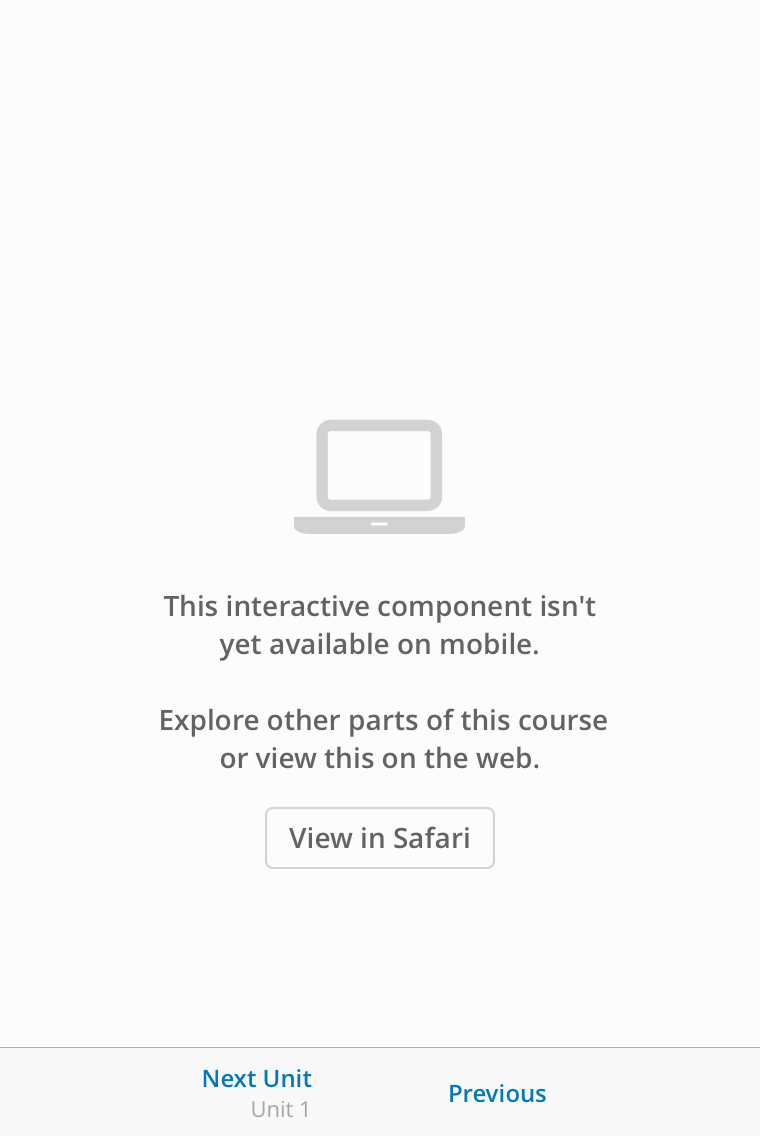 This interactive component isn't
yet available on mobile.
Explore other parts of this course
or view this on the web.
View in Safari
Next Unit
Unit 1
Previous